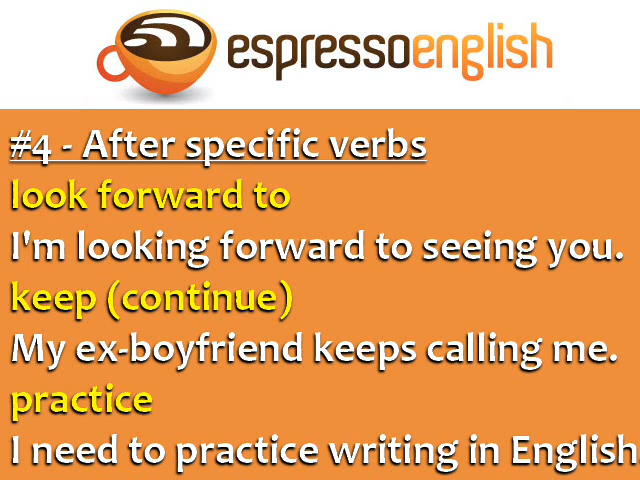 espressoenglish
#4 - After specific verbs
look forward to
I'm looking forward to seeing you.
keep (continue)
My ex-boyfriend keeps calling me.
practice
I need to practice writing in English